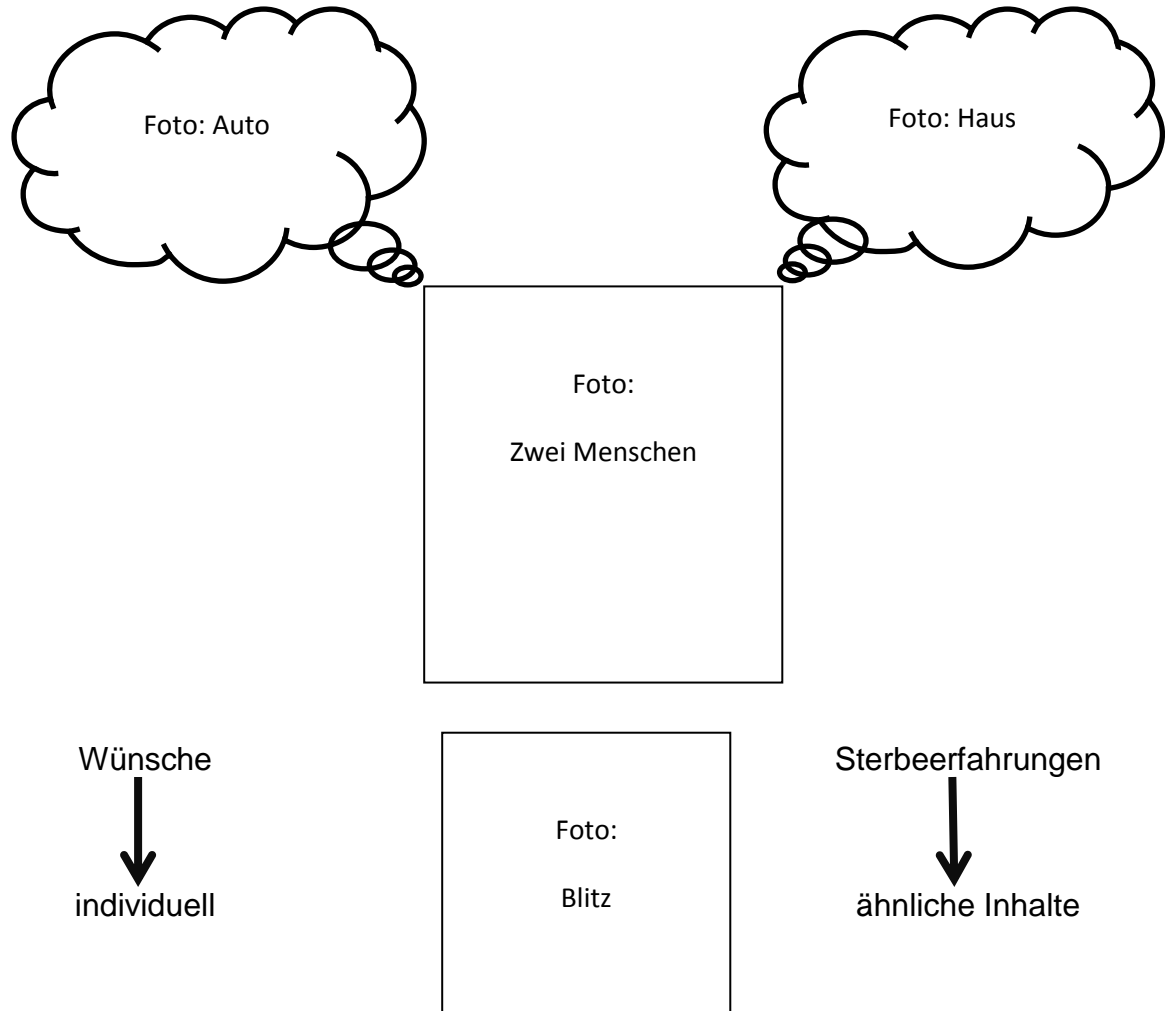 Foto: Auto
Foto: Haus
Foto:
Zwei Menschen
Wünsche
Sterbeerfahrungen
Foto:
Blitz
individuell
ähnliche Inhalte